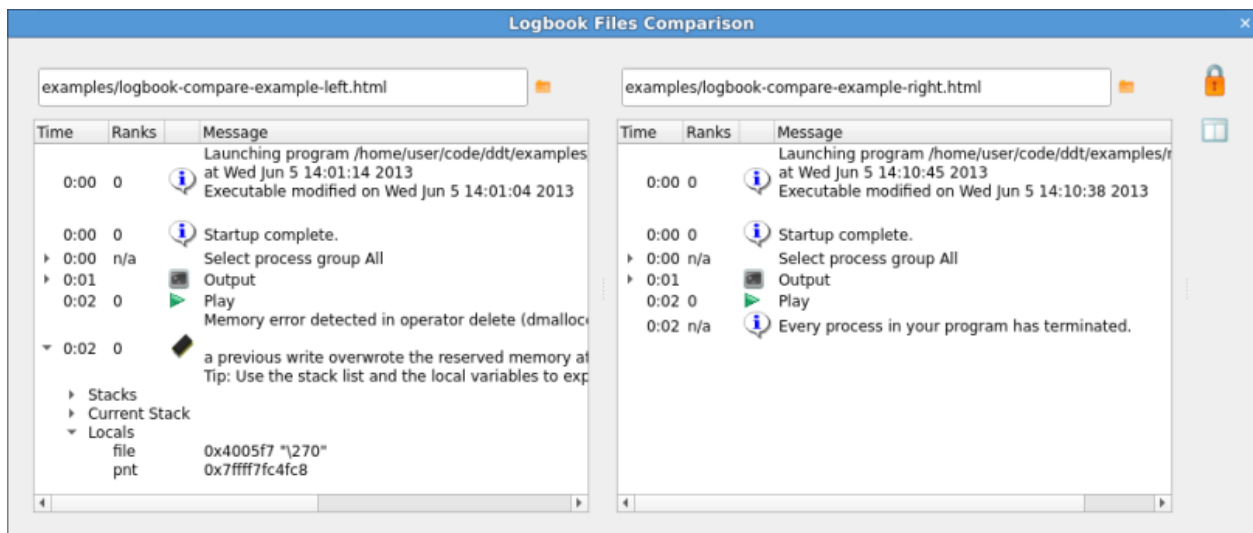 Logbook Files Comparison
examples/logbook-compare-example-left.html
Time Ranks Message
0:00 0 Launching program /home/user/code/ddt/examples
at Wed Jun 5 14:01:14 2013
Executable modified on Wed Jun 5 14:01:04 2013
0:00 0 Startup complete.
0:00 n/a Select process group All
0:01 Output
0:02 0 Play
0:02 0 Memory error detected in operator delete (dmalloc
a previous write overwrote the reserved memory
Tip: Use the stack list and the local variables to
Stacks
Current Stack
Locals
file 0x4005f7 "\270"
pnt 0x7ffff7fc4fc8
examples/logbook-compare-example-right.html
Time Ranks Message
0:00 0 Launching program /home/user/code/ddt/examples/
at Wed Jun 5 14:10:45 2013
Executable modified on Wed Jun 5 14:10:38 2013
0:00 0 Startup complete.
0:00 n/a Select process group All
0:01 Output
0:02 0 Play
0:02 n/a Every process in your program has terminated.